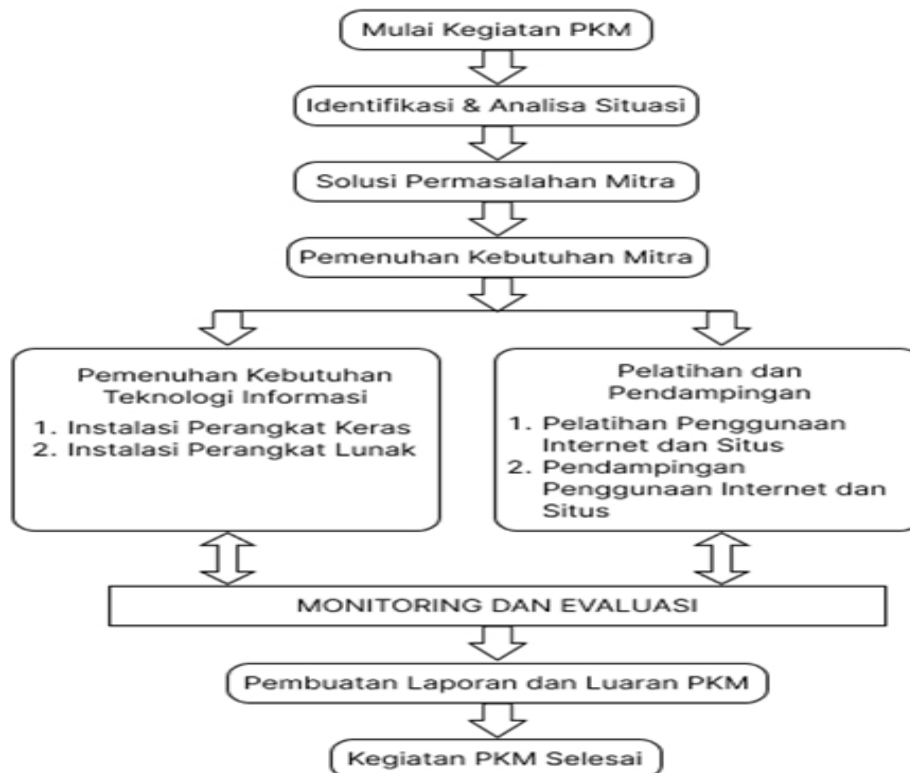 Mulai Kegiatan PKM
Identifikasi & Analisa Situasi
Solusi Permasalahan Mitra
Pemenuhan Kebutuhan Mitra
Pemenuhan Kebutuhan
Teknologi Informasi
1. Instalasi Perangkat Keras
2. Instalasi Perangkat Lunak
Pelatihan dan
Pendampingan
1. Pelatihan Penggunaan
Internet dan Situs
2. Pendampingan
Penggunaan Internet dan
Situs
MONITORING DAN EVALUASI
Pembuatan Laporan dan Luaran PKM
Kegiatan PKM Selesai